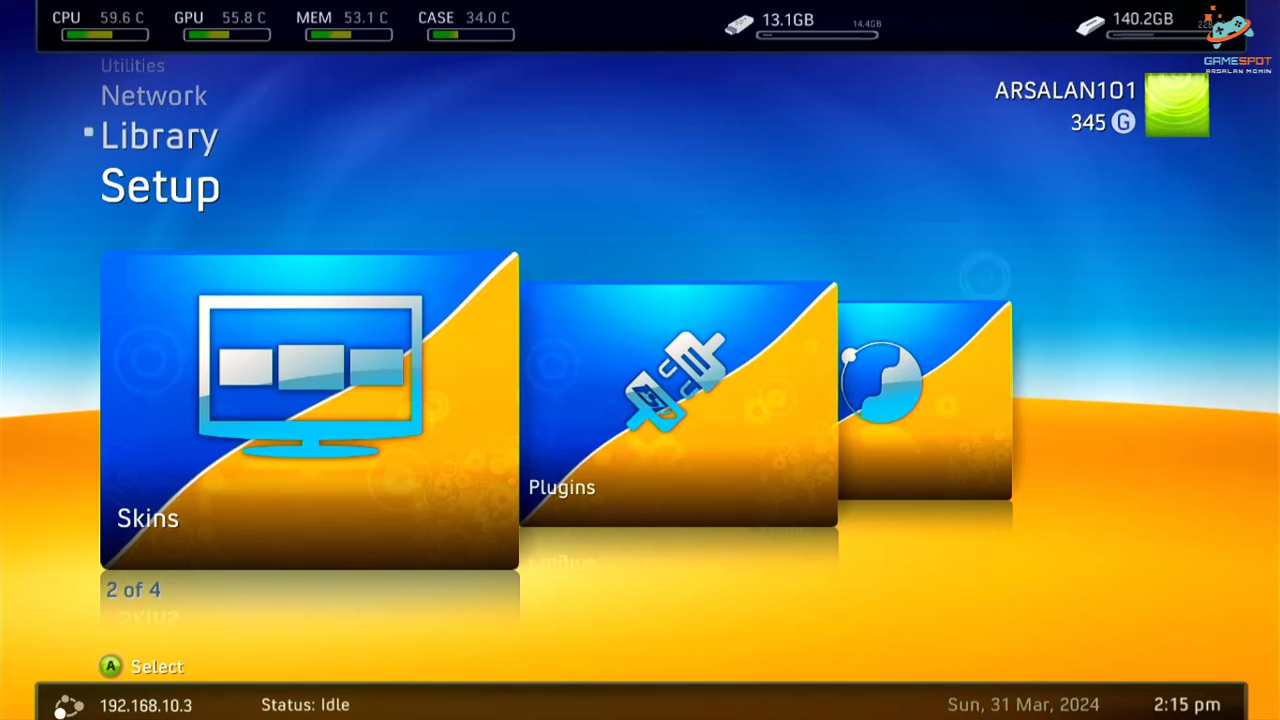 CPU 59.6 C GPU 55.8 C MEM 53.1 C CASE 34.0 C 13.1GB 14.4GB 140.2GB
GAMESPOT
ARSALAN MOMIN
Utilities
Network
Library
Setup
ARSALAN101
345 G
Skins
Plugins
2 of 4
A Select
192.168.10.3 Status: Idle Sun, 31 Mar, 2024 2:15 pm